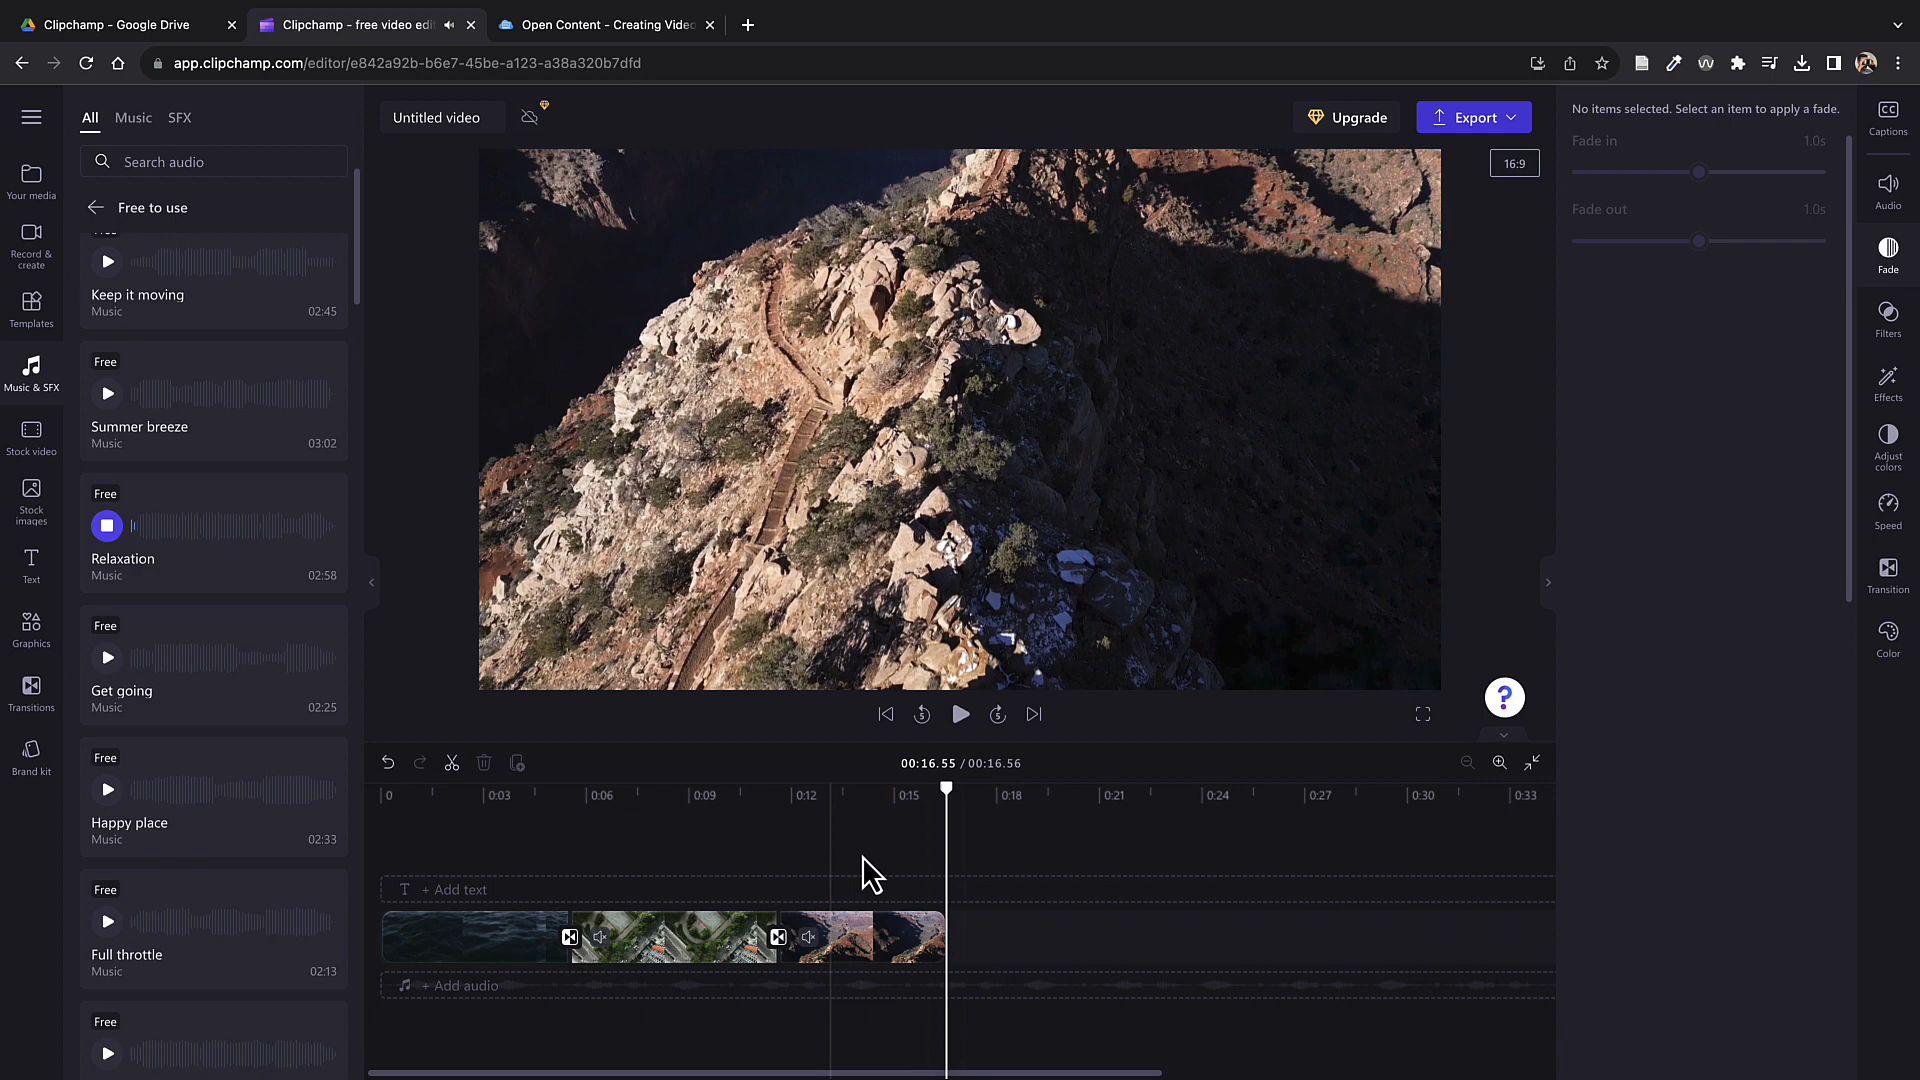 Clipchamp - Google Drive
Clipchamp - free video edi
Open Content - Creating Video
app.clipchamp.com/editor/e842a92b-b6e7-45be-a123-a38a320b7dfd
All
Music
SFX
Search audio
Free to use
Your media
Record &
create
Templates
Music & SFX
Stock video
Stock
images
Text
Graphics
Transitions
Brand kit
Free
Keep it moving
Music 02:45
Free
Summer breeze
Music 03:02
Free
Relaxation
Music 02:58
Free
Get going
Music 02:25
Free
Happy place
Music 02:33
Free
Full throttle
Music 02:13
Free
Untitled video
Upgrade
Export
16:9
5
5
?
00:16.55 / 00:16.56
0 0:03 0:06 0:09 0:12 0:15 0:18 0:21 0:24 0:27 0:30 0:33
T + Add text
+ Add audio
No items selected. Select an item to apply a fade.
Fade in 1.0s
Fade out 1.0s
CC
Captions
Audio
Fade
Filters
Effects
Adjust
colors
Speed
Transition
Color